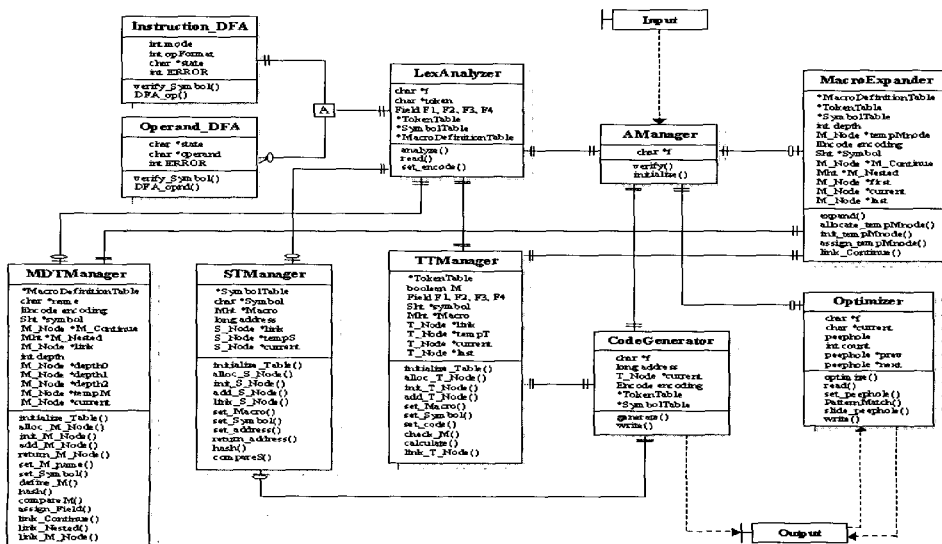 Input
Instruction_DFA
int mode
int opFormat
char *state
int ERROR
verify_Symbol()
DFA_op()
Operand_DFA
char *state
char *operand
int ERROR
verify_Symbol()
DFA_opnd()
A
LexAnalyzer
char *f
char *token
Field F1, F2, F3, F4
*TokenTable
*SymbolTable
*MacroDefinitionTable
analyze()
read()
set_encode()
AManager
char *f
verify()
initialize()
MacroExpander
*MacroDefinitionTable
*TokenTable
*SymbolTable
int depth
M_Node *tempMnode
Encode encoding
Sht *Symbol
M_Node *M_Continue
Mht *M_Nested
M_Node *first
M_Node *current
M_Node *last
expand()
allocate_tempMnode()
init_tempMnode()
assign_tempMnode()
link_Continue()
MDTManager
*MacroDefinitionTable
char *name
Encode encoding
Sht *symbol
M_Node *M_Continue
Mht *M_Nested
M_Node *link
int depth
M_Node *depth0
M_Node *depth1
M_Node *depth2
M_Node *tempM
M_Node *current
initialize_Table()
alloc_M_Node()
init_M_Node()
add_M_Node()
return_M_Node()
set_M_name()
set_Symbol()
define_M()
hash()
compareM()
assign_Field()
link_Continue()
link_Nested()
link_M_Node()
STManager
*SymbolTable
char *Symbol
Mht *Macro
long address
S_Node *link
S_Node *tempS
S_Node *current
initialize_Table()
alloc_S_Node()
init_S_Node()
add_S_Node()
link_S_Node()
set_Macro()
set_Symbol()
set_address()
return_address()
hash()
compareS()
TTManager
*TokenTable
boolean M
Field F1, F2, F3, F4
Sht *symbol
Mht *Macro
T_Node *link
T_Node *tempT
T_Node *current
T_Node *last
initialize_Table()
alloc_T_Node()
init_T_Node()
add_T_Node()
set_Macro()
set_Symbol()
set_code()
check_M()
calculate()
link_T_Node()
CodeGenerator
char *f
long address
T_Node *current
Encode encoding
*TokenTable
*SymbolTable
generate()
write()
Optimizer
char *f
char *current
peephole
int count
peephole *prev
peephole *next
optimize()
read()
set_peephole()
PatternMatch()
slide_peephole()
write()
Output